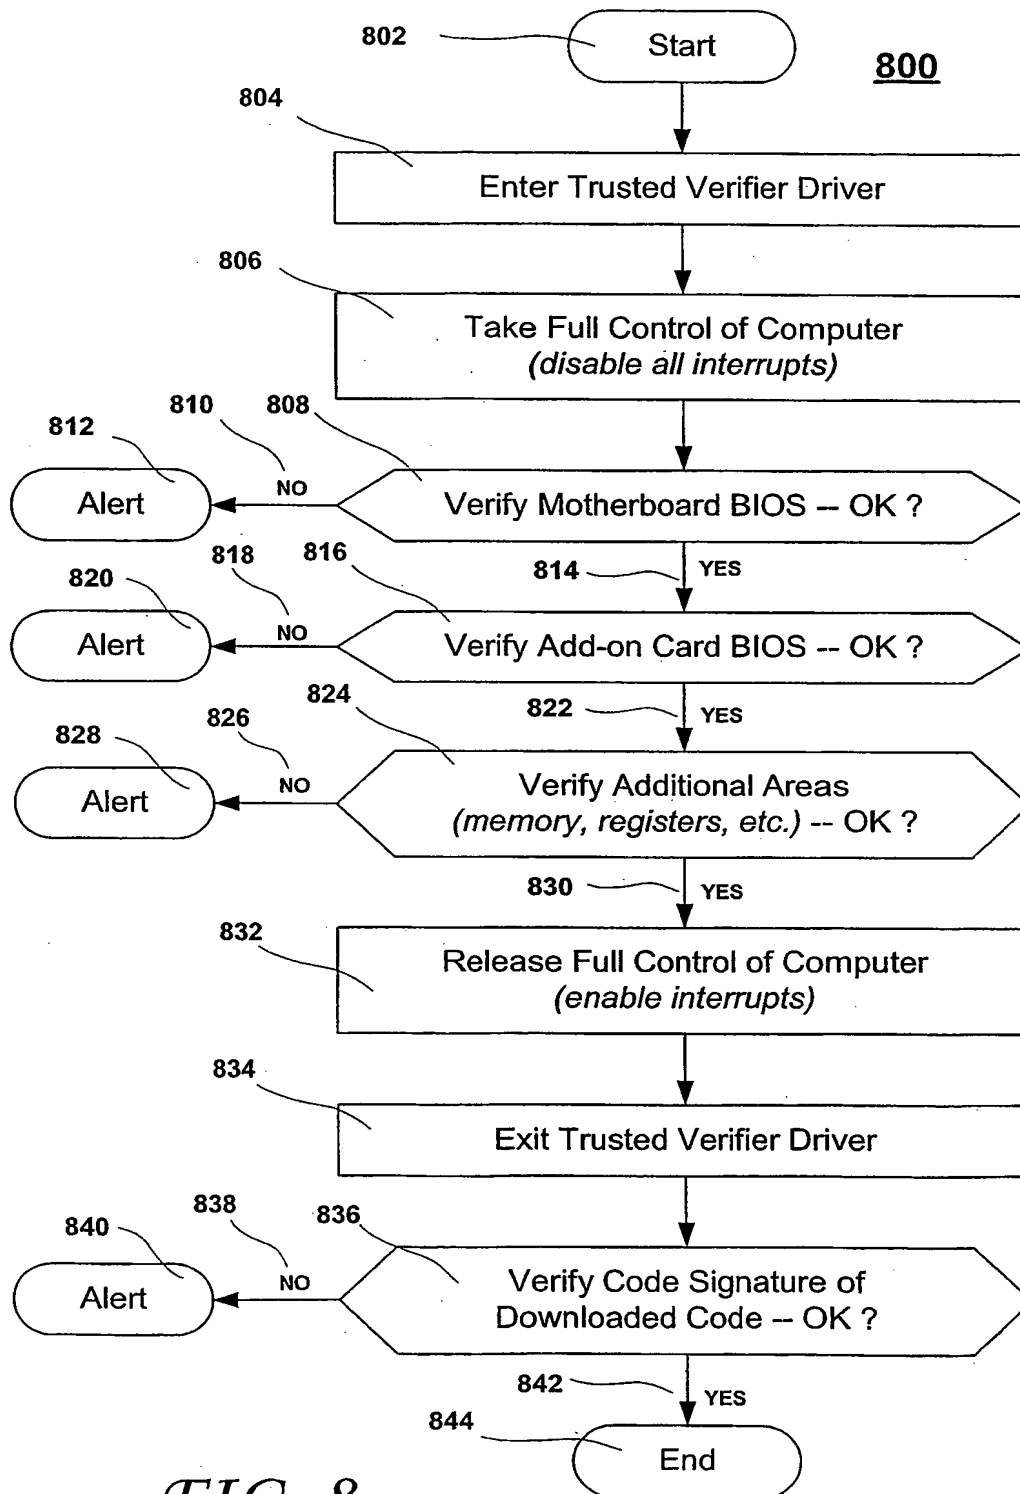 802
Start
800
804
Enter Trusted Verifier Driver
806
Take Full Control of Computer
(disable all interrupts)
810
808
812
Alert
NO
Verify Motherboard BIOS -- OK ?
814
YES
818
816
820
Alert
NO
Verify Add-on Card BIOS -- OK ?
822
YES
824
826
828
Alert
NO
Verify Additional Areas
(memory, registers, etc.) -- OK ?
830
YES
832
Release Full Control of Computer
(enable interrupts)
834
Exit Trusted Verifier Driver
838
836
840
Alert
NO
Verify Code Signature of
Downloaded Code -- OK ?
842
YES
844
End
FIG. 8